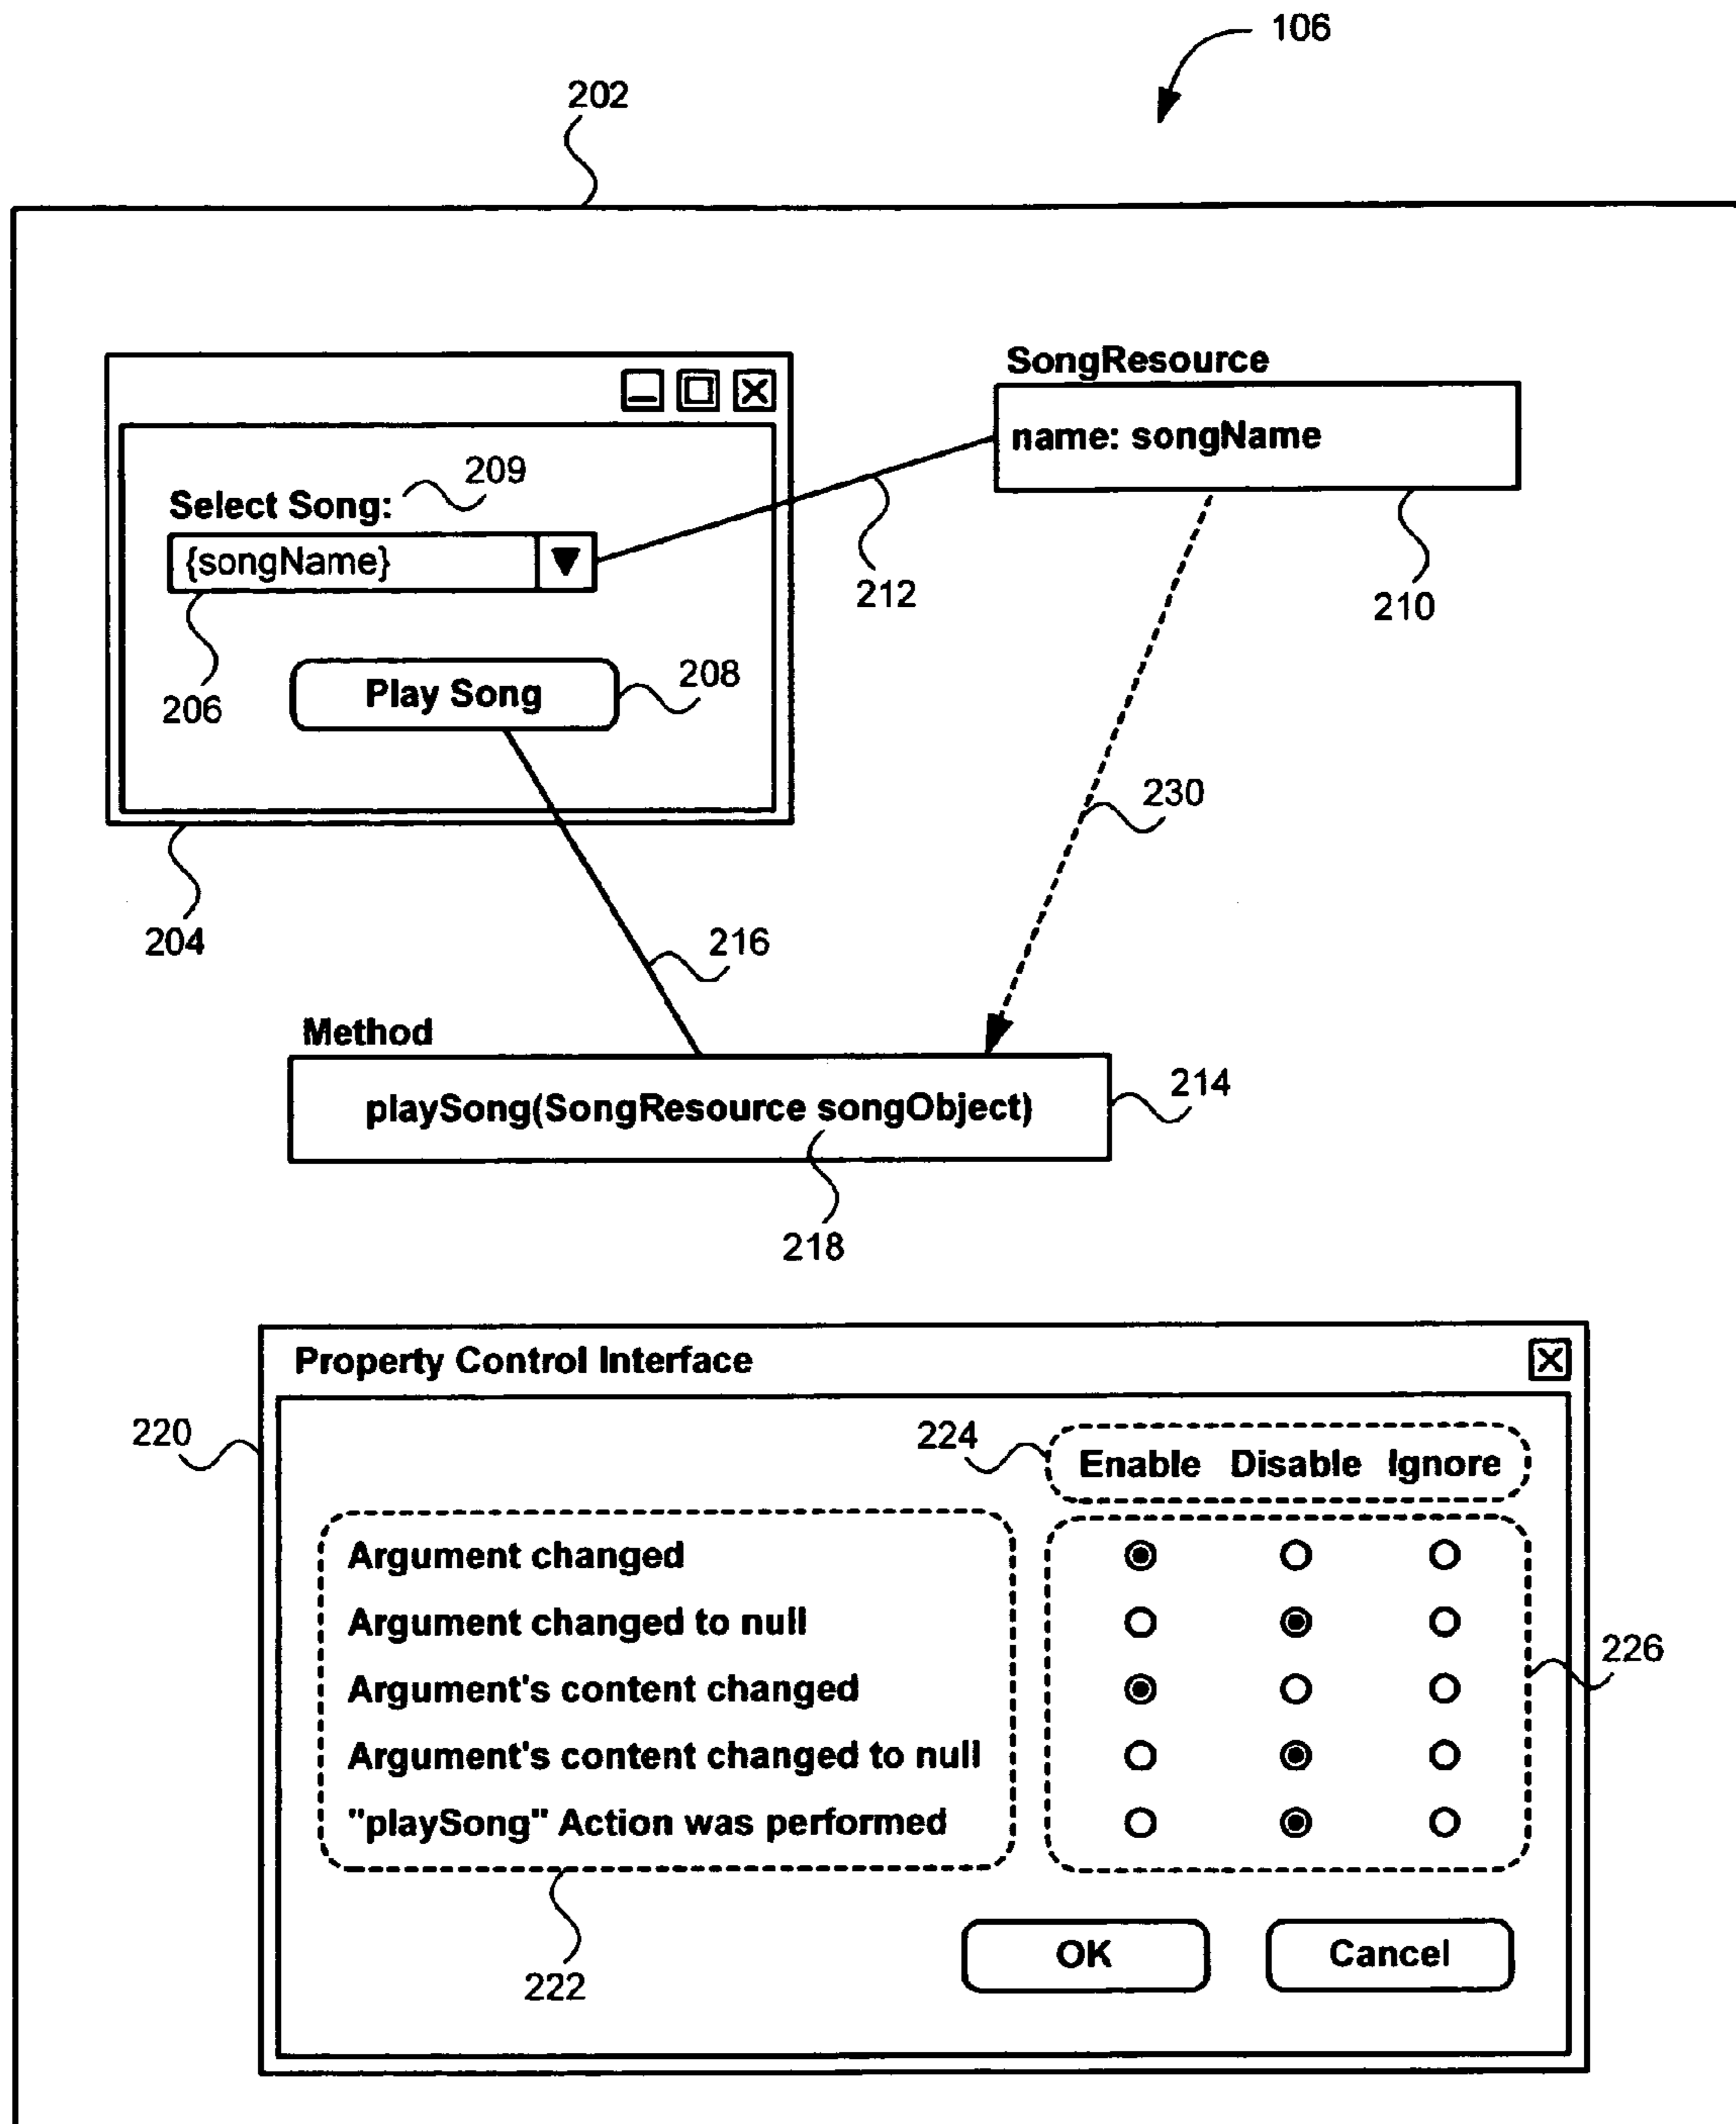 106
202
SongResource
name: songName
209
Select Song:
{songName}
212
210
208
Play Song
206
230
204
216
Method
214
playSong(SongResource songObject)
218
Property Control Interface
220
224
Enable Disable Ignore
Argument changed
Argument changed to null
226
Argument's content changed
Argument's content changed to null
"playSong" Action was performed
OK
Cancel
222